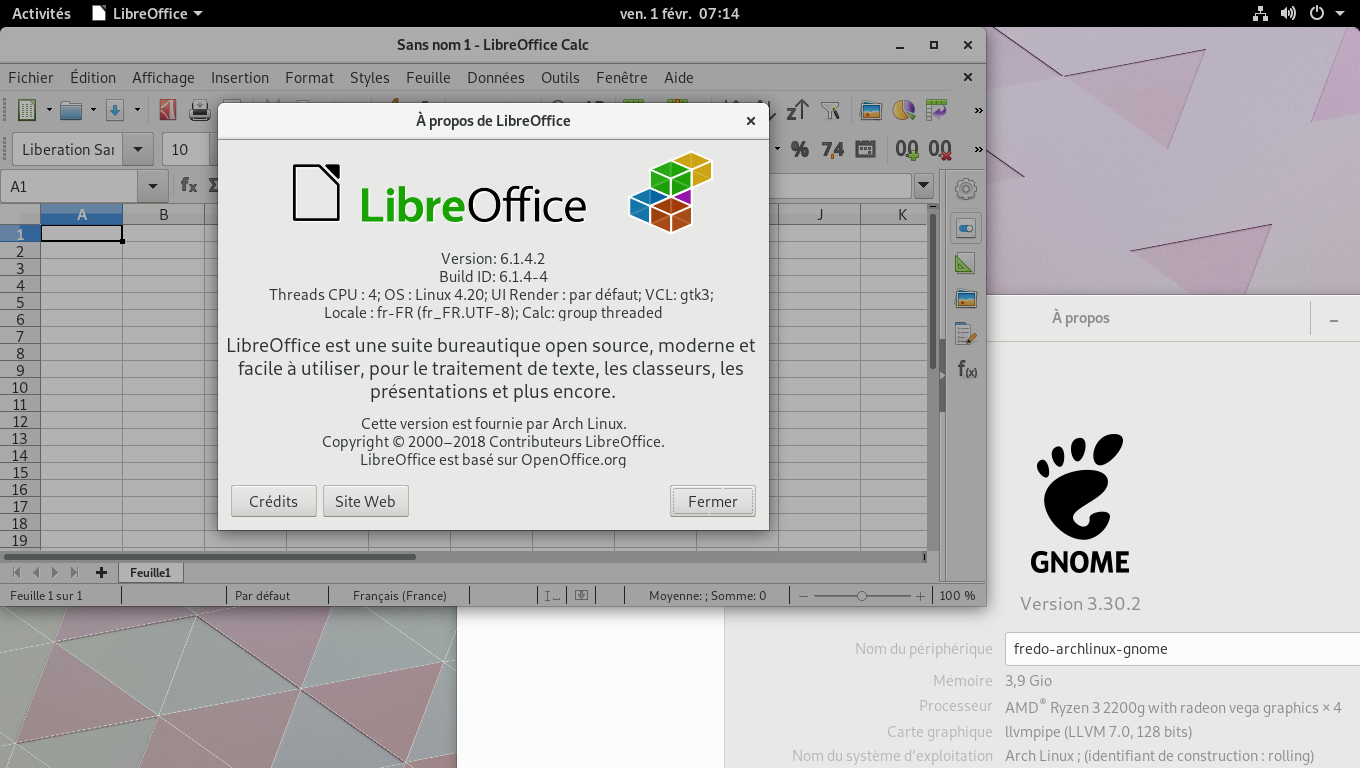 Activités LibreOffice ven. 1 févr. 07:14
Sans nom 1 - LibreOffice Calc
Fichier Édition Affichage Insertion Format Styles Feuille Données Outils Fenêtre Aide
À propos de LibreOffice
Liberation Sar 10 % 7.4 00 00
A1 fx Σ
LibreOffice
A B J K
1
2
3
4
5
6
7
8
9
10
11
12
13
14
15
16
17
18
19
Version: 6.1.4.2
Build ID: 6.1.4-4
Threads CPU : 4; OS : Linux 4.20; UI Render : par défaut; VCL: gtk3;
Locale : fr-FR (fr_FR.UTF-8); Calc: group threaded
LibreOffice est une suite bureautique open source, moderne et
facile à utiliser, pour le traitement de texte, les classeurs, les
présentations et plus encore.
Cette version est fournie par Arch Linux.
Copyright © 2000–2018 Contributeurs LibreOffice.
LibreOffice est basé sur OpenOffice.org
Crédits Site Web Fermer
f(x)
Feuille1
Feuille 1 sur 1 Par défaut Français (France) Moyenne: ; Somme: 0 100 %
À propos
GNOME
Version 3.30.2
Nom du périphérique fredo-archlinux-gnome
Mémoire 3,9 Gio
Processeur AMD® Ryzen 3 2200g with radeon vega graphics × 4
Carte graphique llvmpipe (LLVM 7.0, 128 bits)
Nom du système d’exploitation Arch Linux ; (identifiant de construction : rolling)